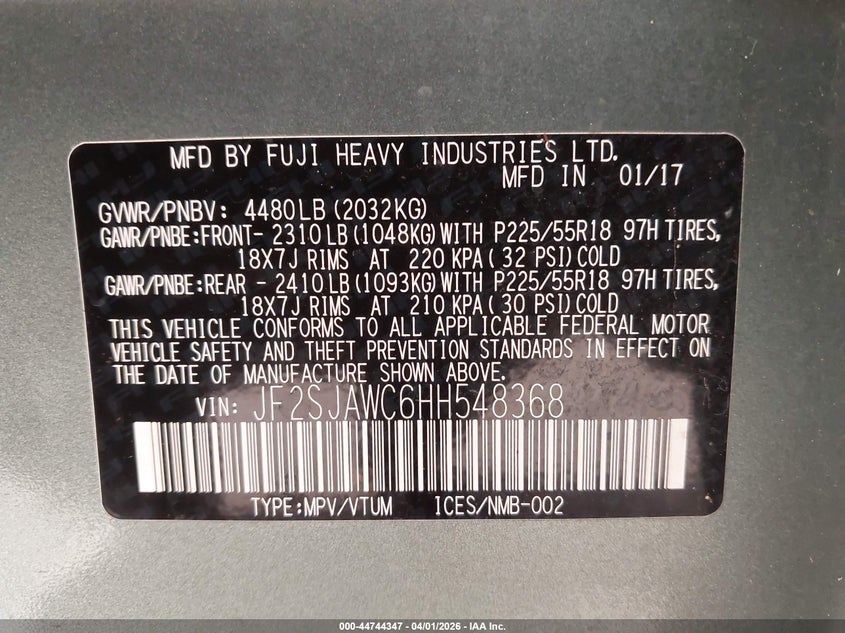 MFD BY FUJI HEAVY INDUSTRIES LTD.
MFD IN 01/17
GVWR/PNBV: 4480LB (2032KG)
GAWR/PNBE:FRONT- 2310LB (1048KG) WITH P225/55R18 97H TIRES,
18X7J RIMS AT 220 KPA ( 32 PSI) COLD
GAWR/PNBE:REAR - 2410LB (1093KG) WITH P225/55R18 97H TIRES,
18X7J RIMS AT 210 KPA ( 30 PSI) COLD
THIS VEHICLE CONFORMS TO ALL APPLICABLE FEDERAL MOTOR
VEHICLE SAFETY AND THEFT PREVENTION STANDARDS IN EFFECT ON
THE DATE OF MANUFACTURE SHOWN ABOVE.
VIN: JF2SJAWC6HH548368
TYPE:MPV/VTUM ICES/NMB-002
000-44744347 - 04/01/2026 - IAA Inc.